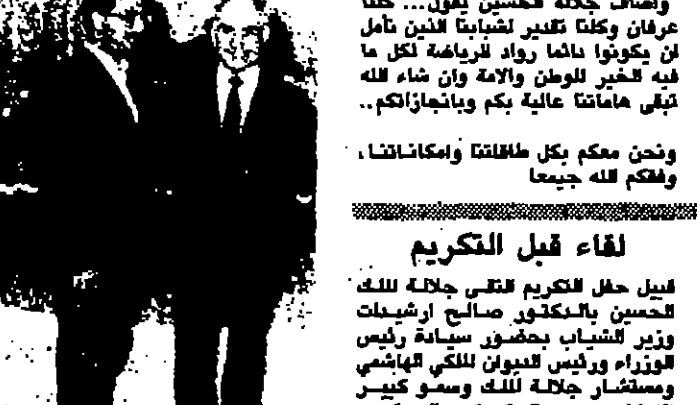 واضاف جلالة الحسين يقول... كلنا
عرفان وكلنا تقدير لشبابنا الذين نأمل
لن يكونوا دائما رواد للرياضة لكل ما
فيه الخير للوطن والامة وان شاء الله
تبقى هاماتنا عالية بكم وبانجازاتكم..
ونحن معكم بكل طاقاتنا وامكاناتنا،
وفقكم الله جيمعا
لقاء قبل التكريم
قبيل حفل التكريم التقى جلالة الملك
الحسين بالدكتور صالح ارشيدات
وزير الشباب بحضور سيادة رئيس
الوزراء ورئيس الديوان الملكي الهاشمي
ومستشار جلالة الملك وسمو كبير